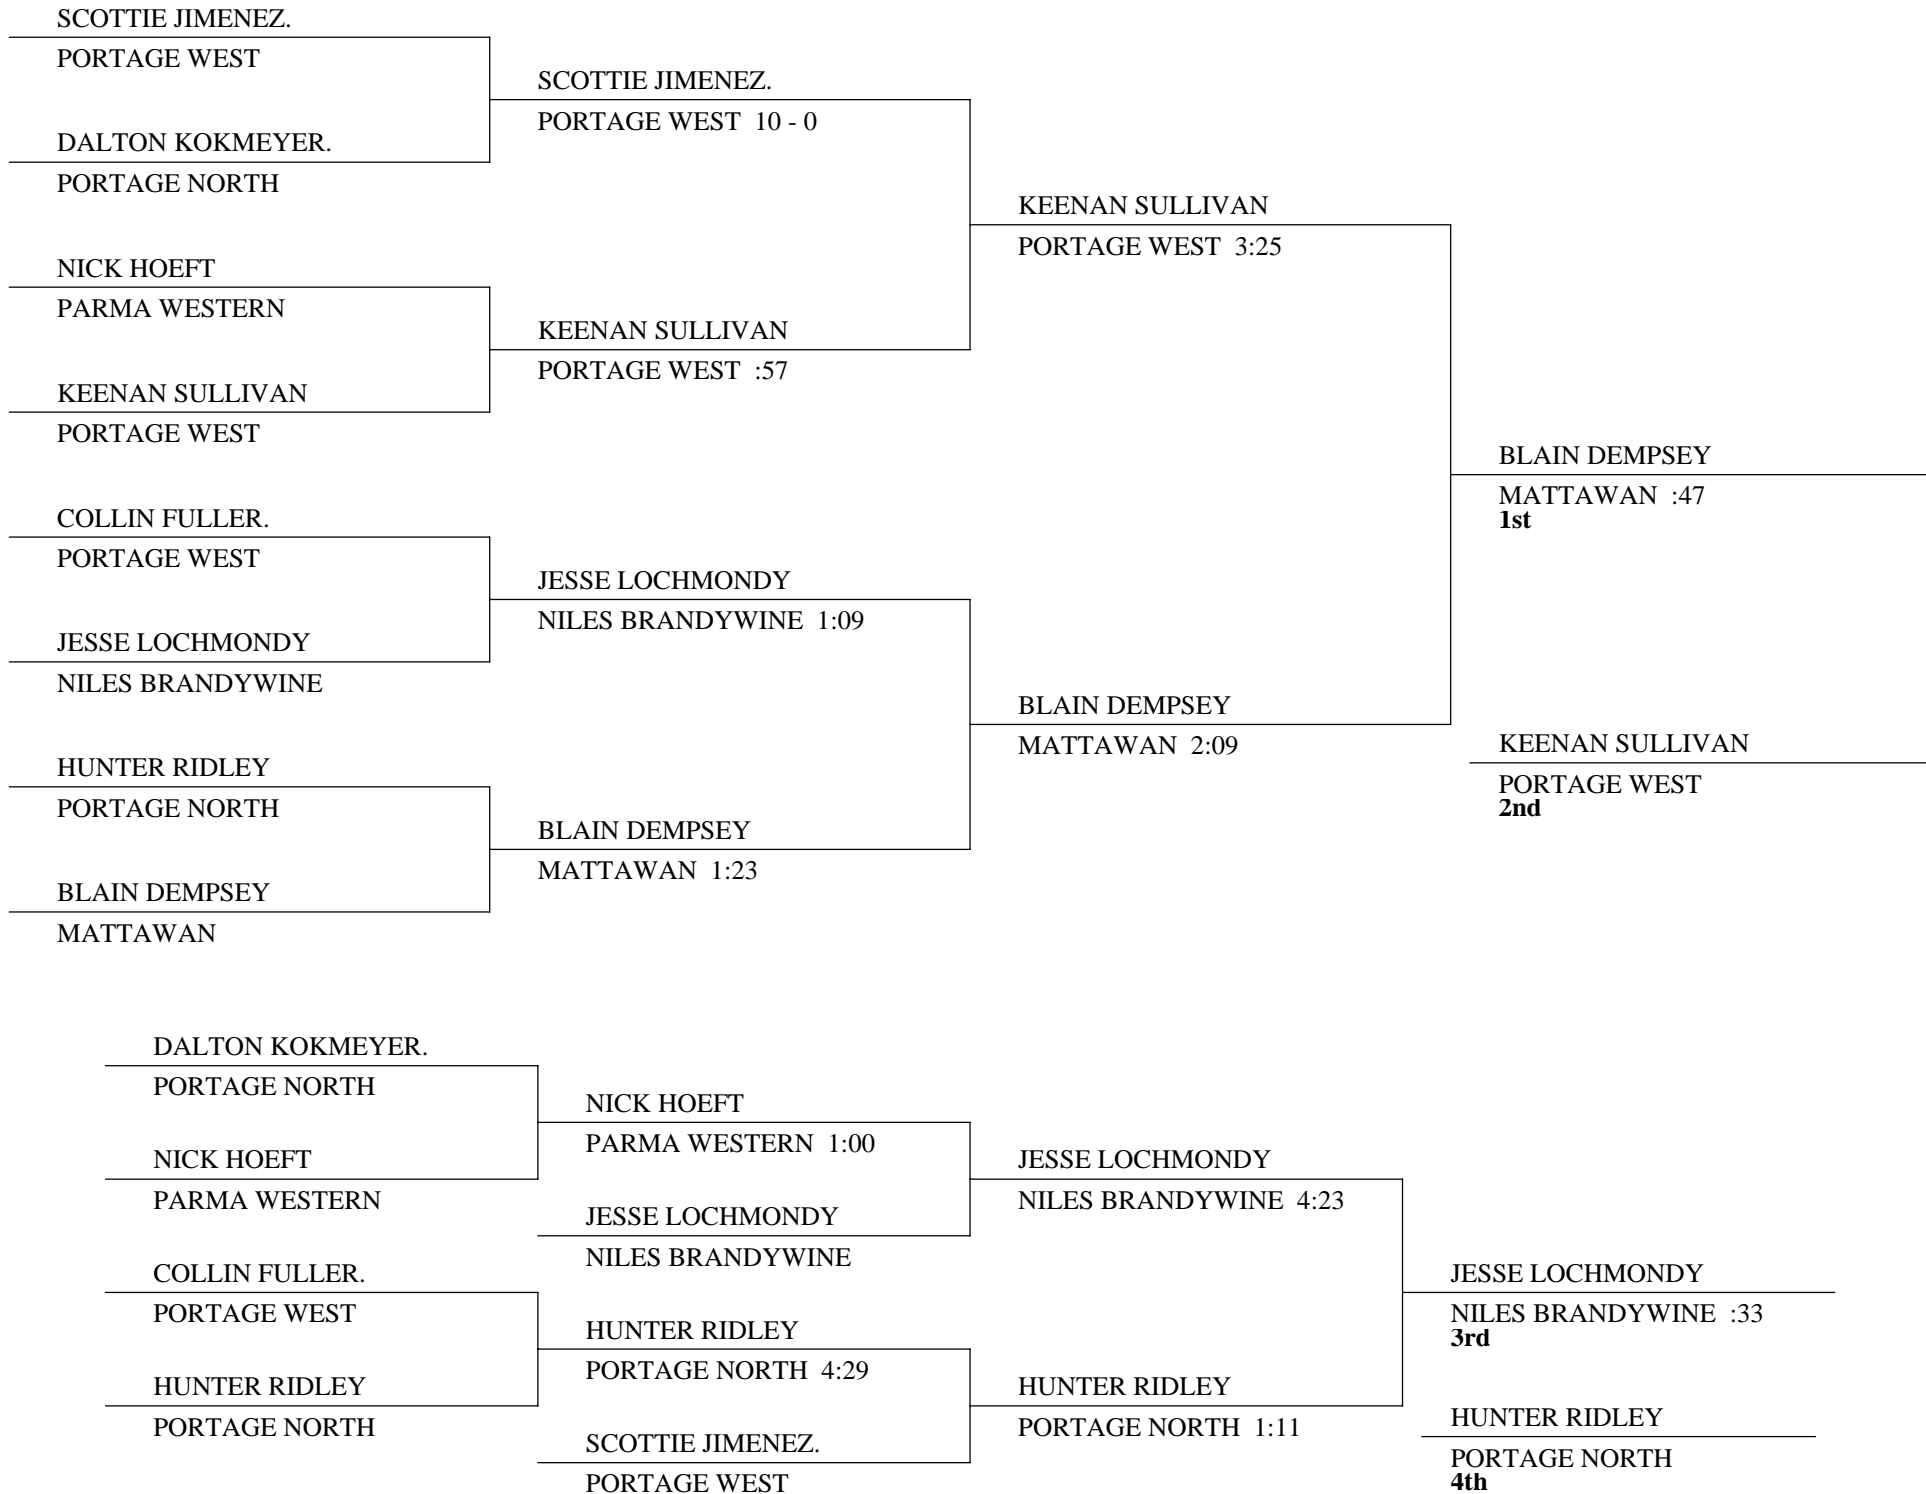 SCOTTIE JIMENEZ.
PORTAGE WEST
DALTON KOKMEYER.
PORTAGE NORTH
NICK HOEFT
PARMA WESTERN
KEENAN SULLIVAN
PORTAGE WEST
COLLIN FULLER.
PORTAGE WEST
JESSE LOCHMONDY
NILES BRANDYWINE
HUNTER RIDLEY
PORTAGE NORTH
BLAIN DEMPSEY
MATTAWAN
SCOTTIE JIMENEZ.
PORTAGE WEST 10 - 0
KEENAN SULLIVAN
PORTAGE WEST :57
JESSE LOCHMONDY
NILES BRANDYWINE 1:09
BLAIN DEMPSEY
MATTAWAN 1:23
KEENAN SULLIVAN
PORTAGE WEST 3:25
BLAIN DEMPSEY
MATTAWAN 2:09
BLAIN DEMPSEY
MATTAWAN :47
1st
KEENAN SULLIVAN
PORTAGE WEST
2nd
DALTON KOKMEYER.
PORTAGE NORTH
NICK HOEFT
PARMA WESTERN
COLLIN FULLER.
PORTAGE WEST
HUNTER RIDLEY
PORTAGE NORTH
NICK HOEFT
PARMA WESTERN 1:00
JESSE LOCHMONDY
NILES BRANDYWINE
HUNTER RIDLEY
PORTAGE NORTH 4:29
SCOTTIE JIMENEZ.
PORTAGE WEST
JESSE LOCHMONDY
NILES BRANDYWINE 4:23
HUNTER RIDLEY
PORTAGE NORTH 1:11
JESSE LOCHMONDY
NILES BRANDYWINE :33
3rd
HUNTER RIDLEY
PORTAGE NORTH
4th